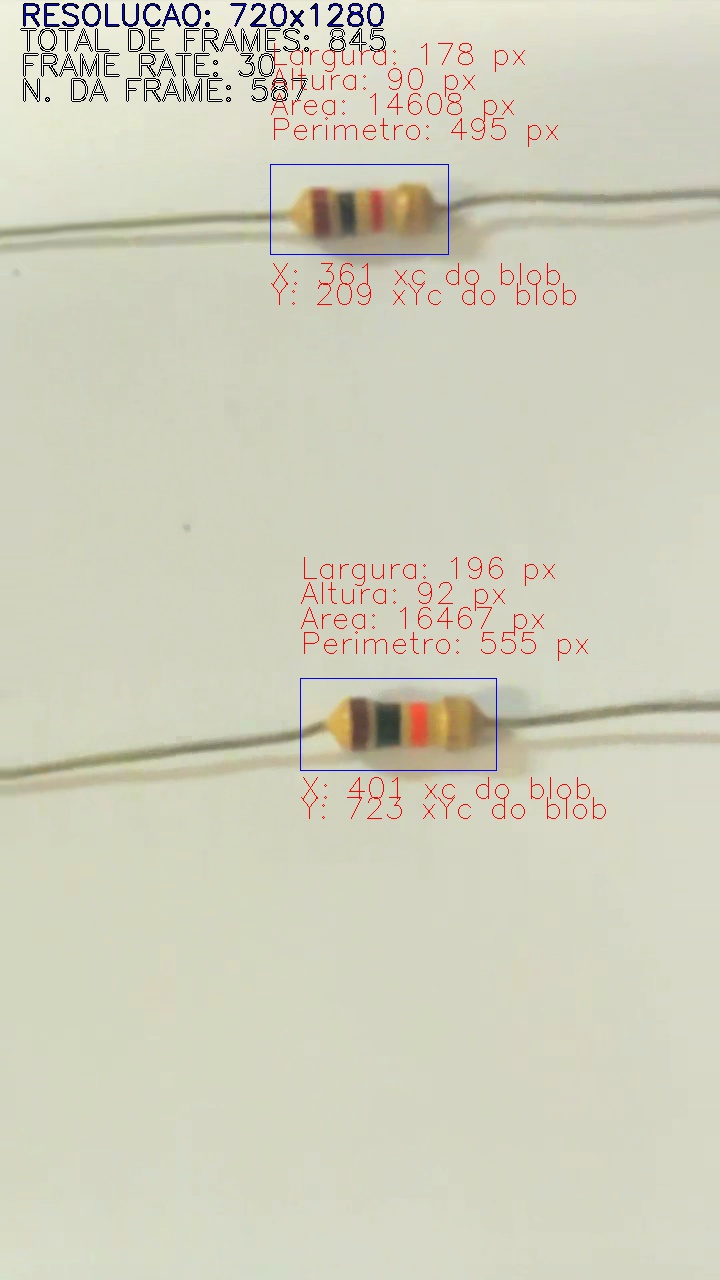 RESOLUCAO: 720x1280
TOTAL DE FRAMES: 845
FRAME RATE: 30
N. DA FRAME: 587
Largura: 178 px
Altura: 90 px
Area: 14608 px
Perimetro: 495 px
X: 361 xc do blob
Y: 209 xYc do blob
Largura: 196 px
Altura: 92 px
Area: 16467 px
Perimetro: 555 px
X: 401 xc do blob
Y: 723 xYc do blob